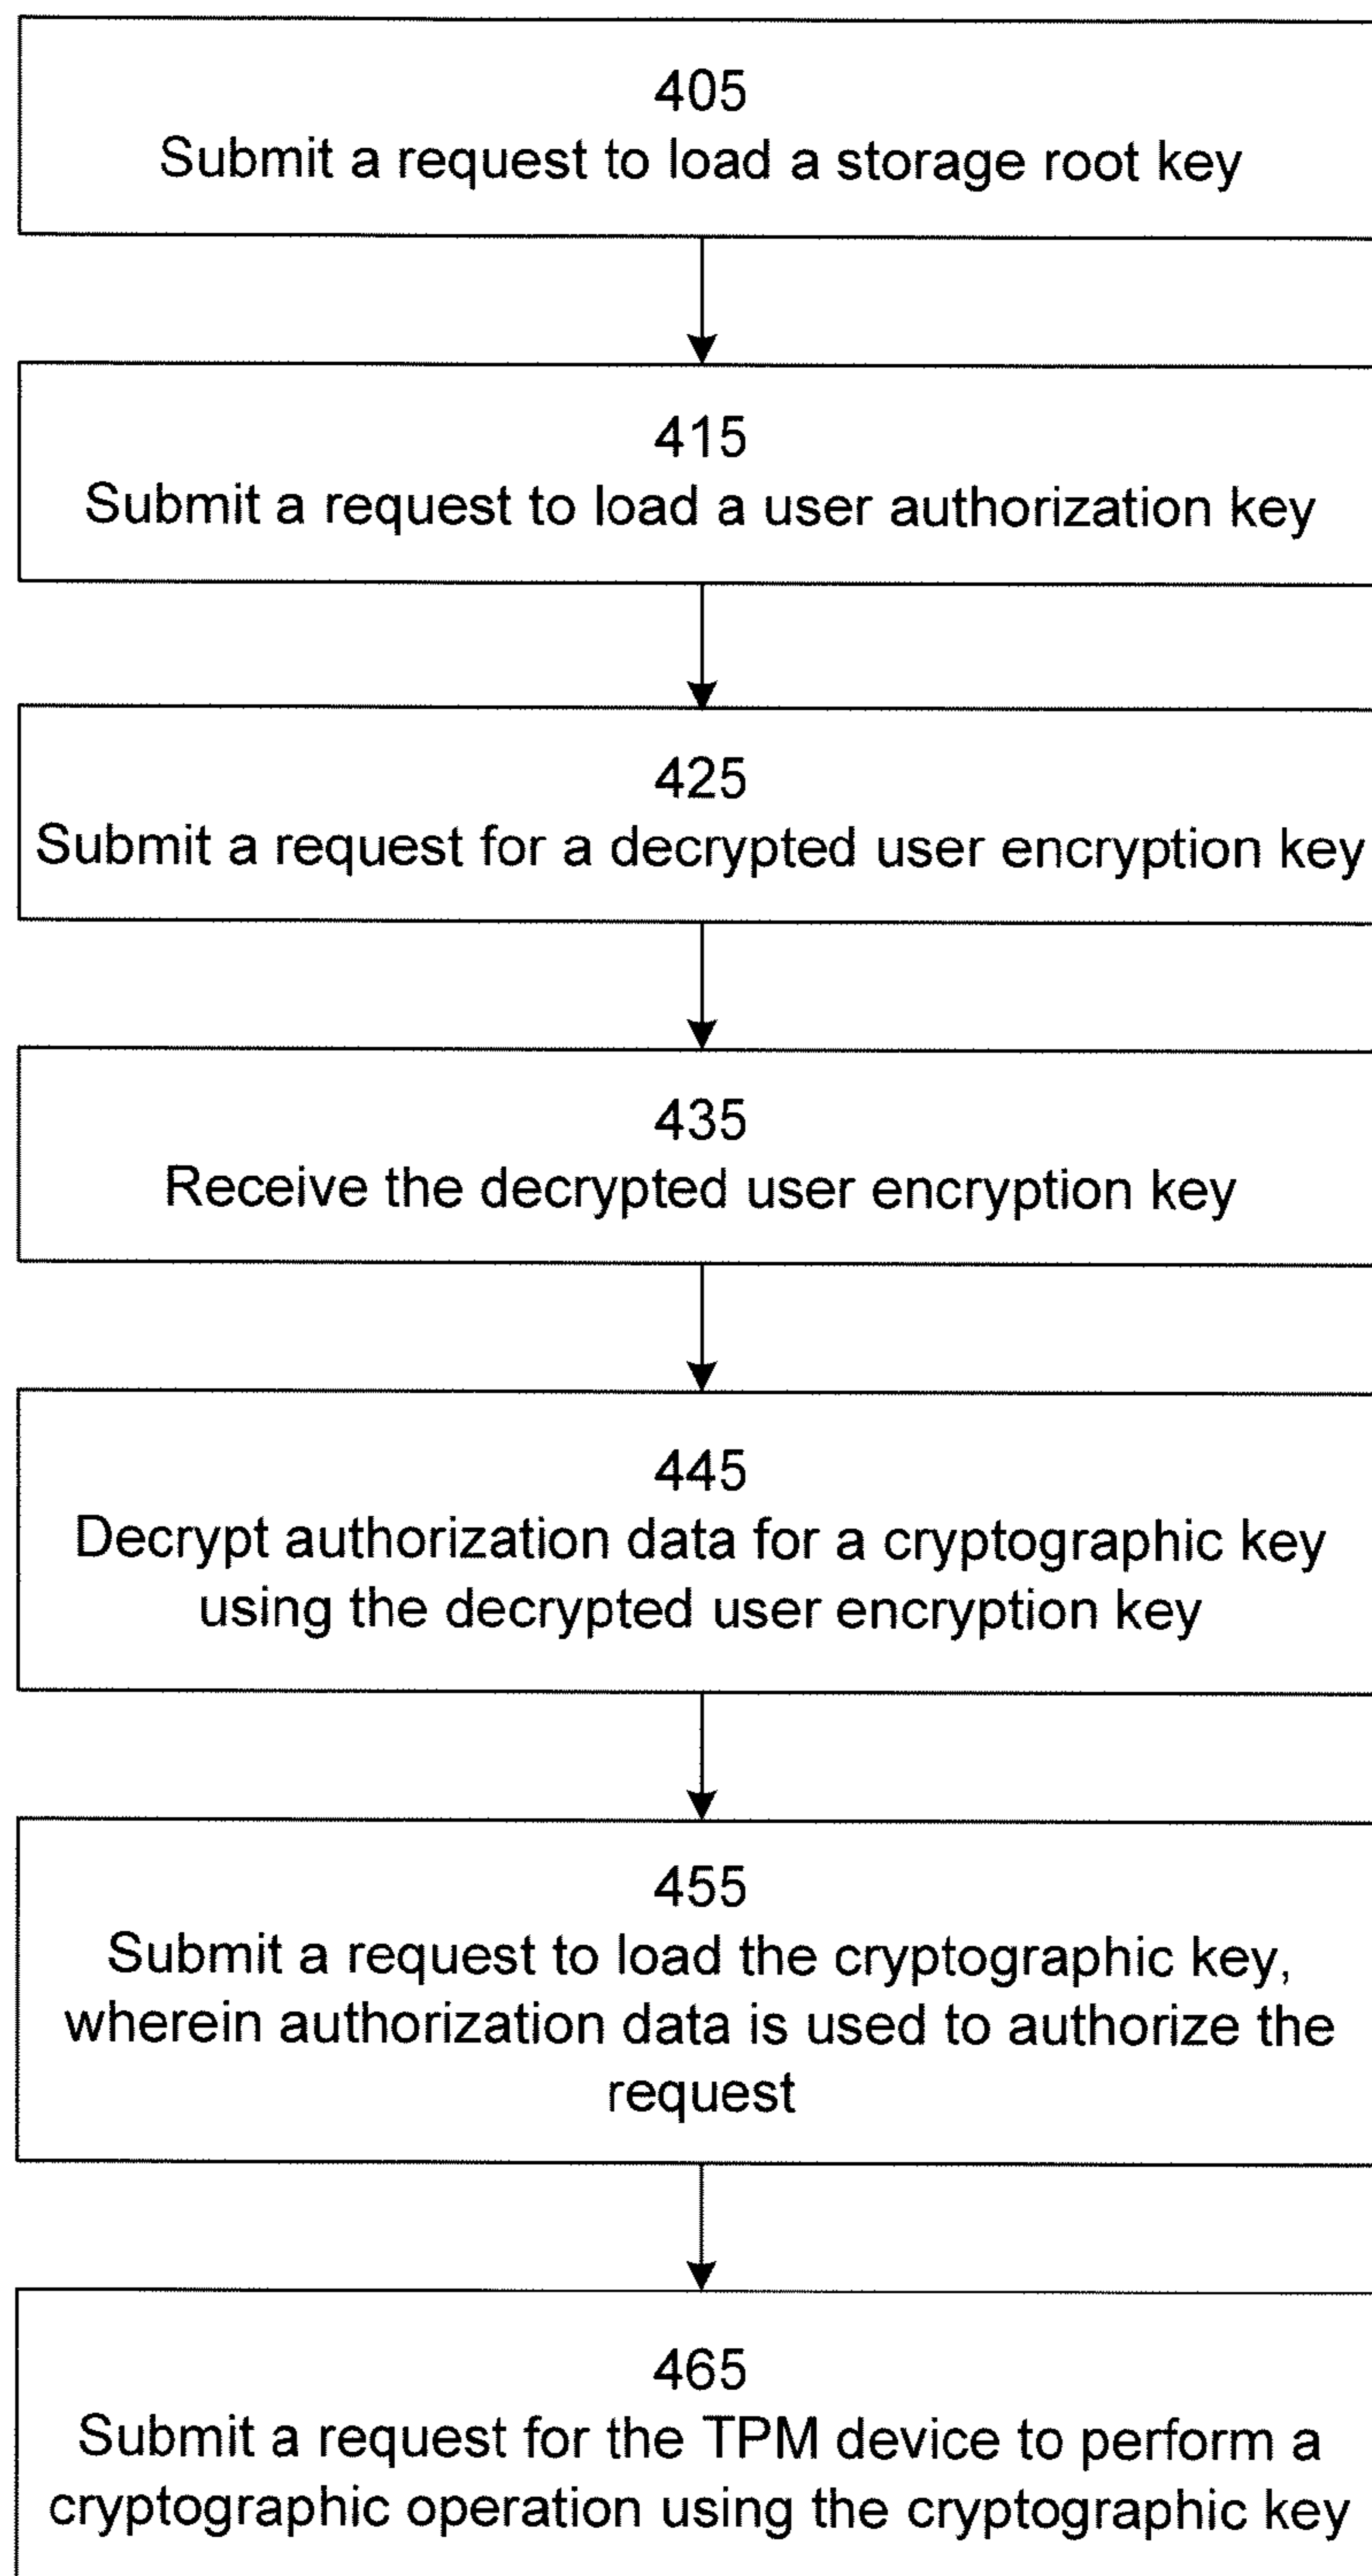 405
Submit a request to load a storage root key
415
Submit a request to load a user authorization key
425
Submit a request for a decrypted user encryption key
435
Receive the decrypted user encryption key
445
Decrypt authorization data for a cryptographic key
using the decrypted user encryption key
455
Submit a request to load the cryptographic key,
wherein authorization data is used to authorize the
request
465
Submit a request for the TPM device to perform a
cryptographic operation using the cryptographic key